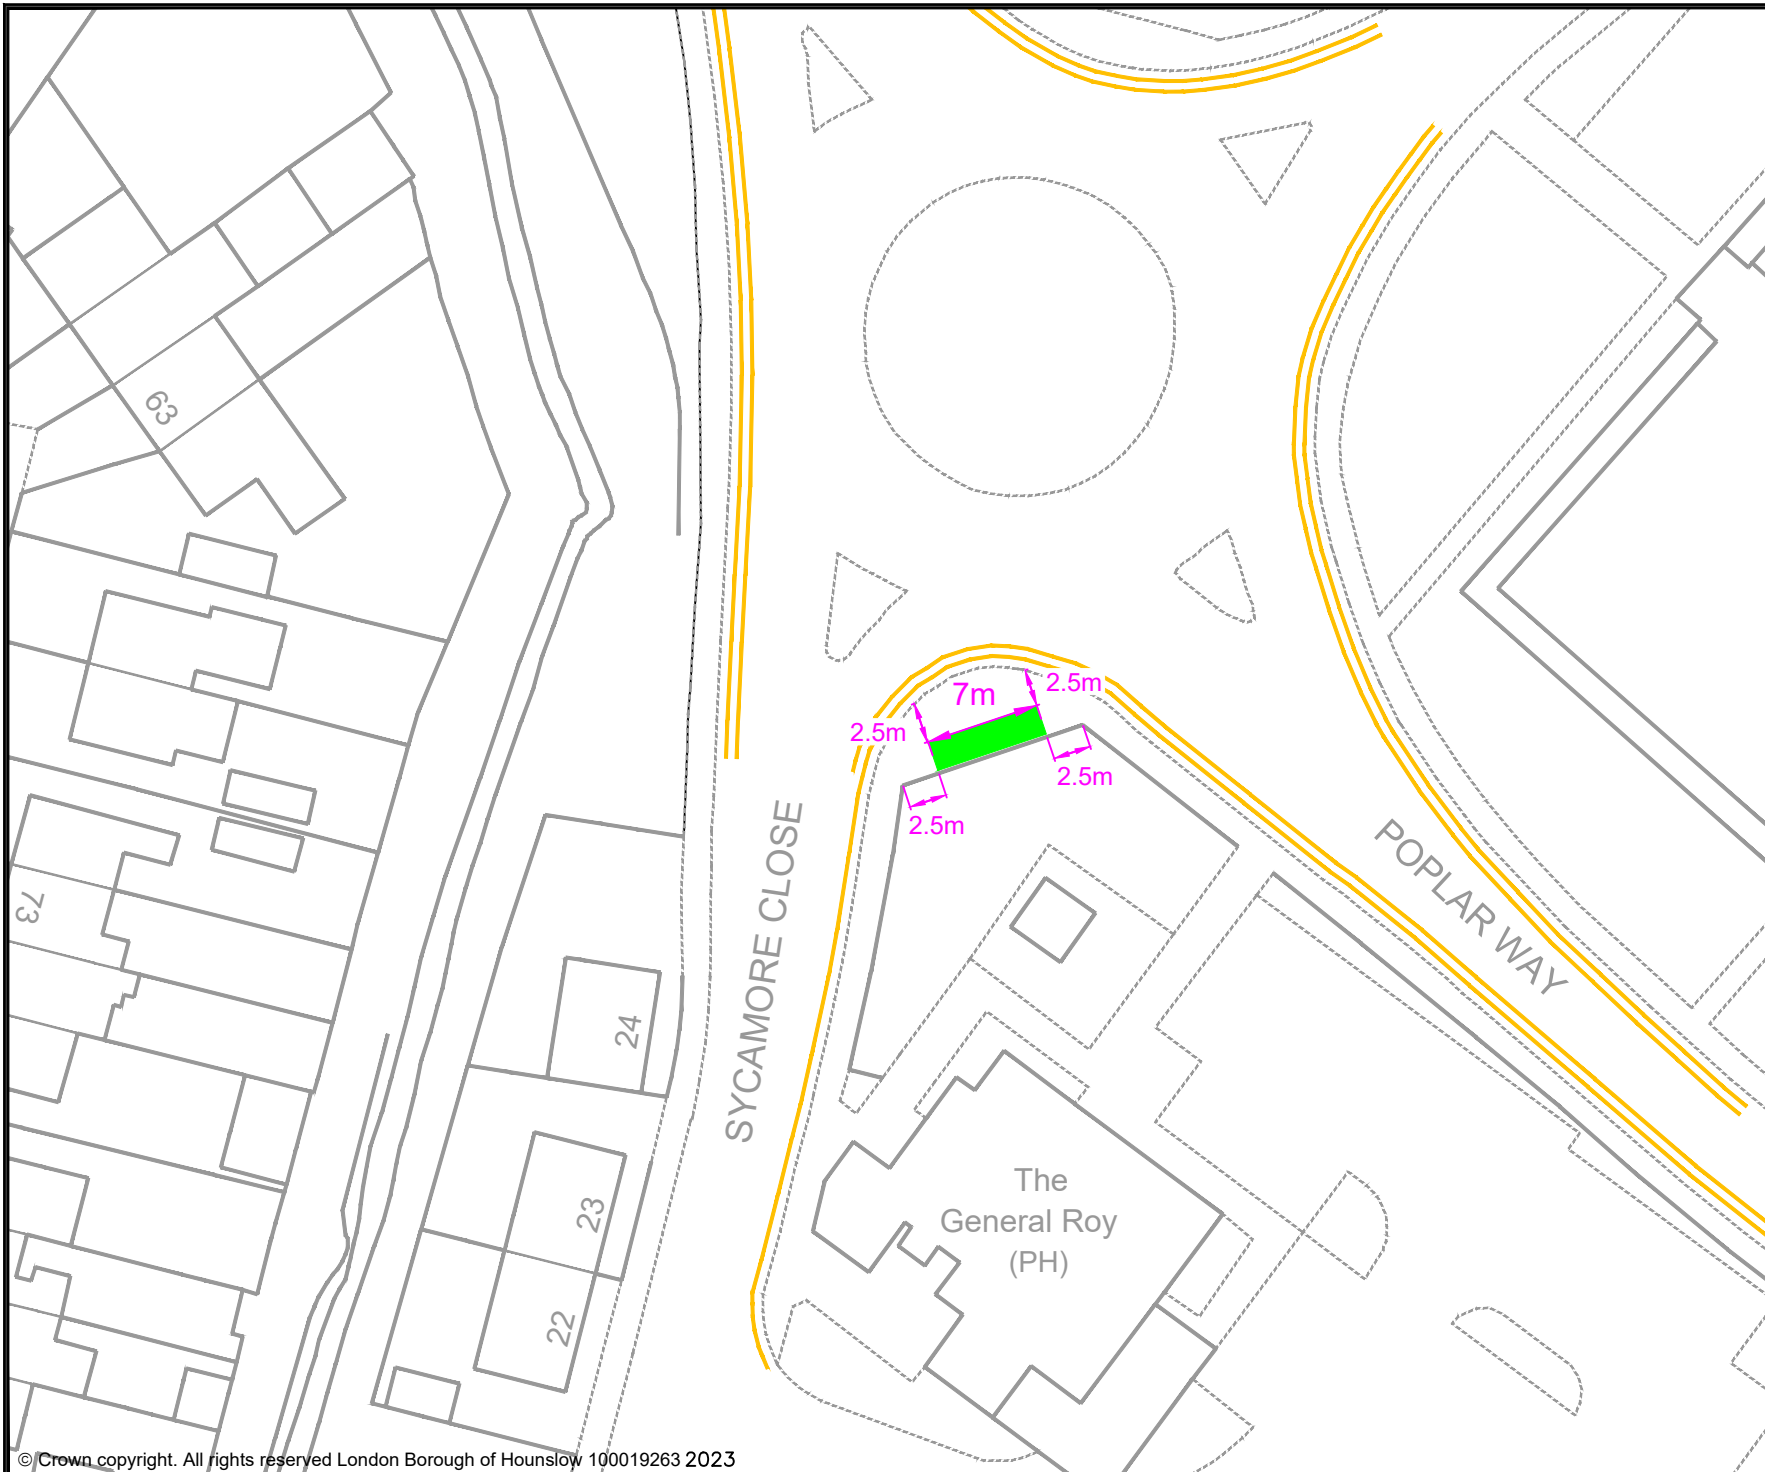 63
7m
2.5m
2.5m
2.5m
2.5m
SYCAMORE CLOSE
POPLAR WAY
73
24
23
22
The
General Roy
(PH)
© Crown copyright. All rights reserved London Borough of Hounslow 100019263 2023